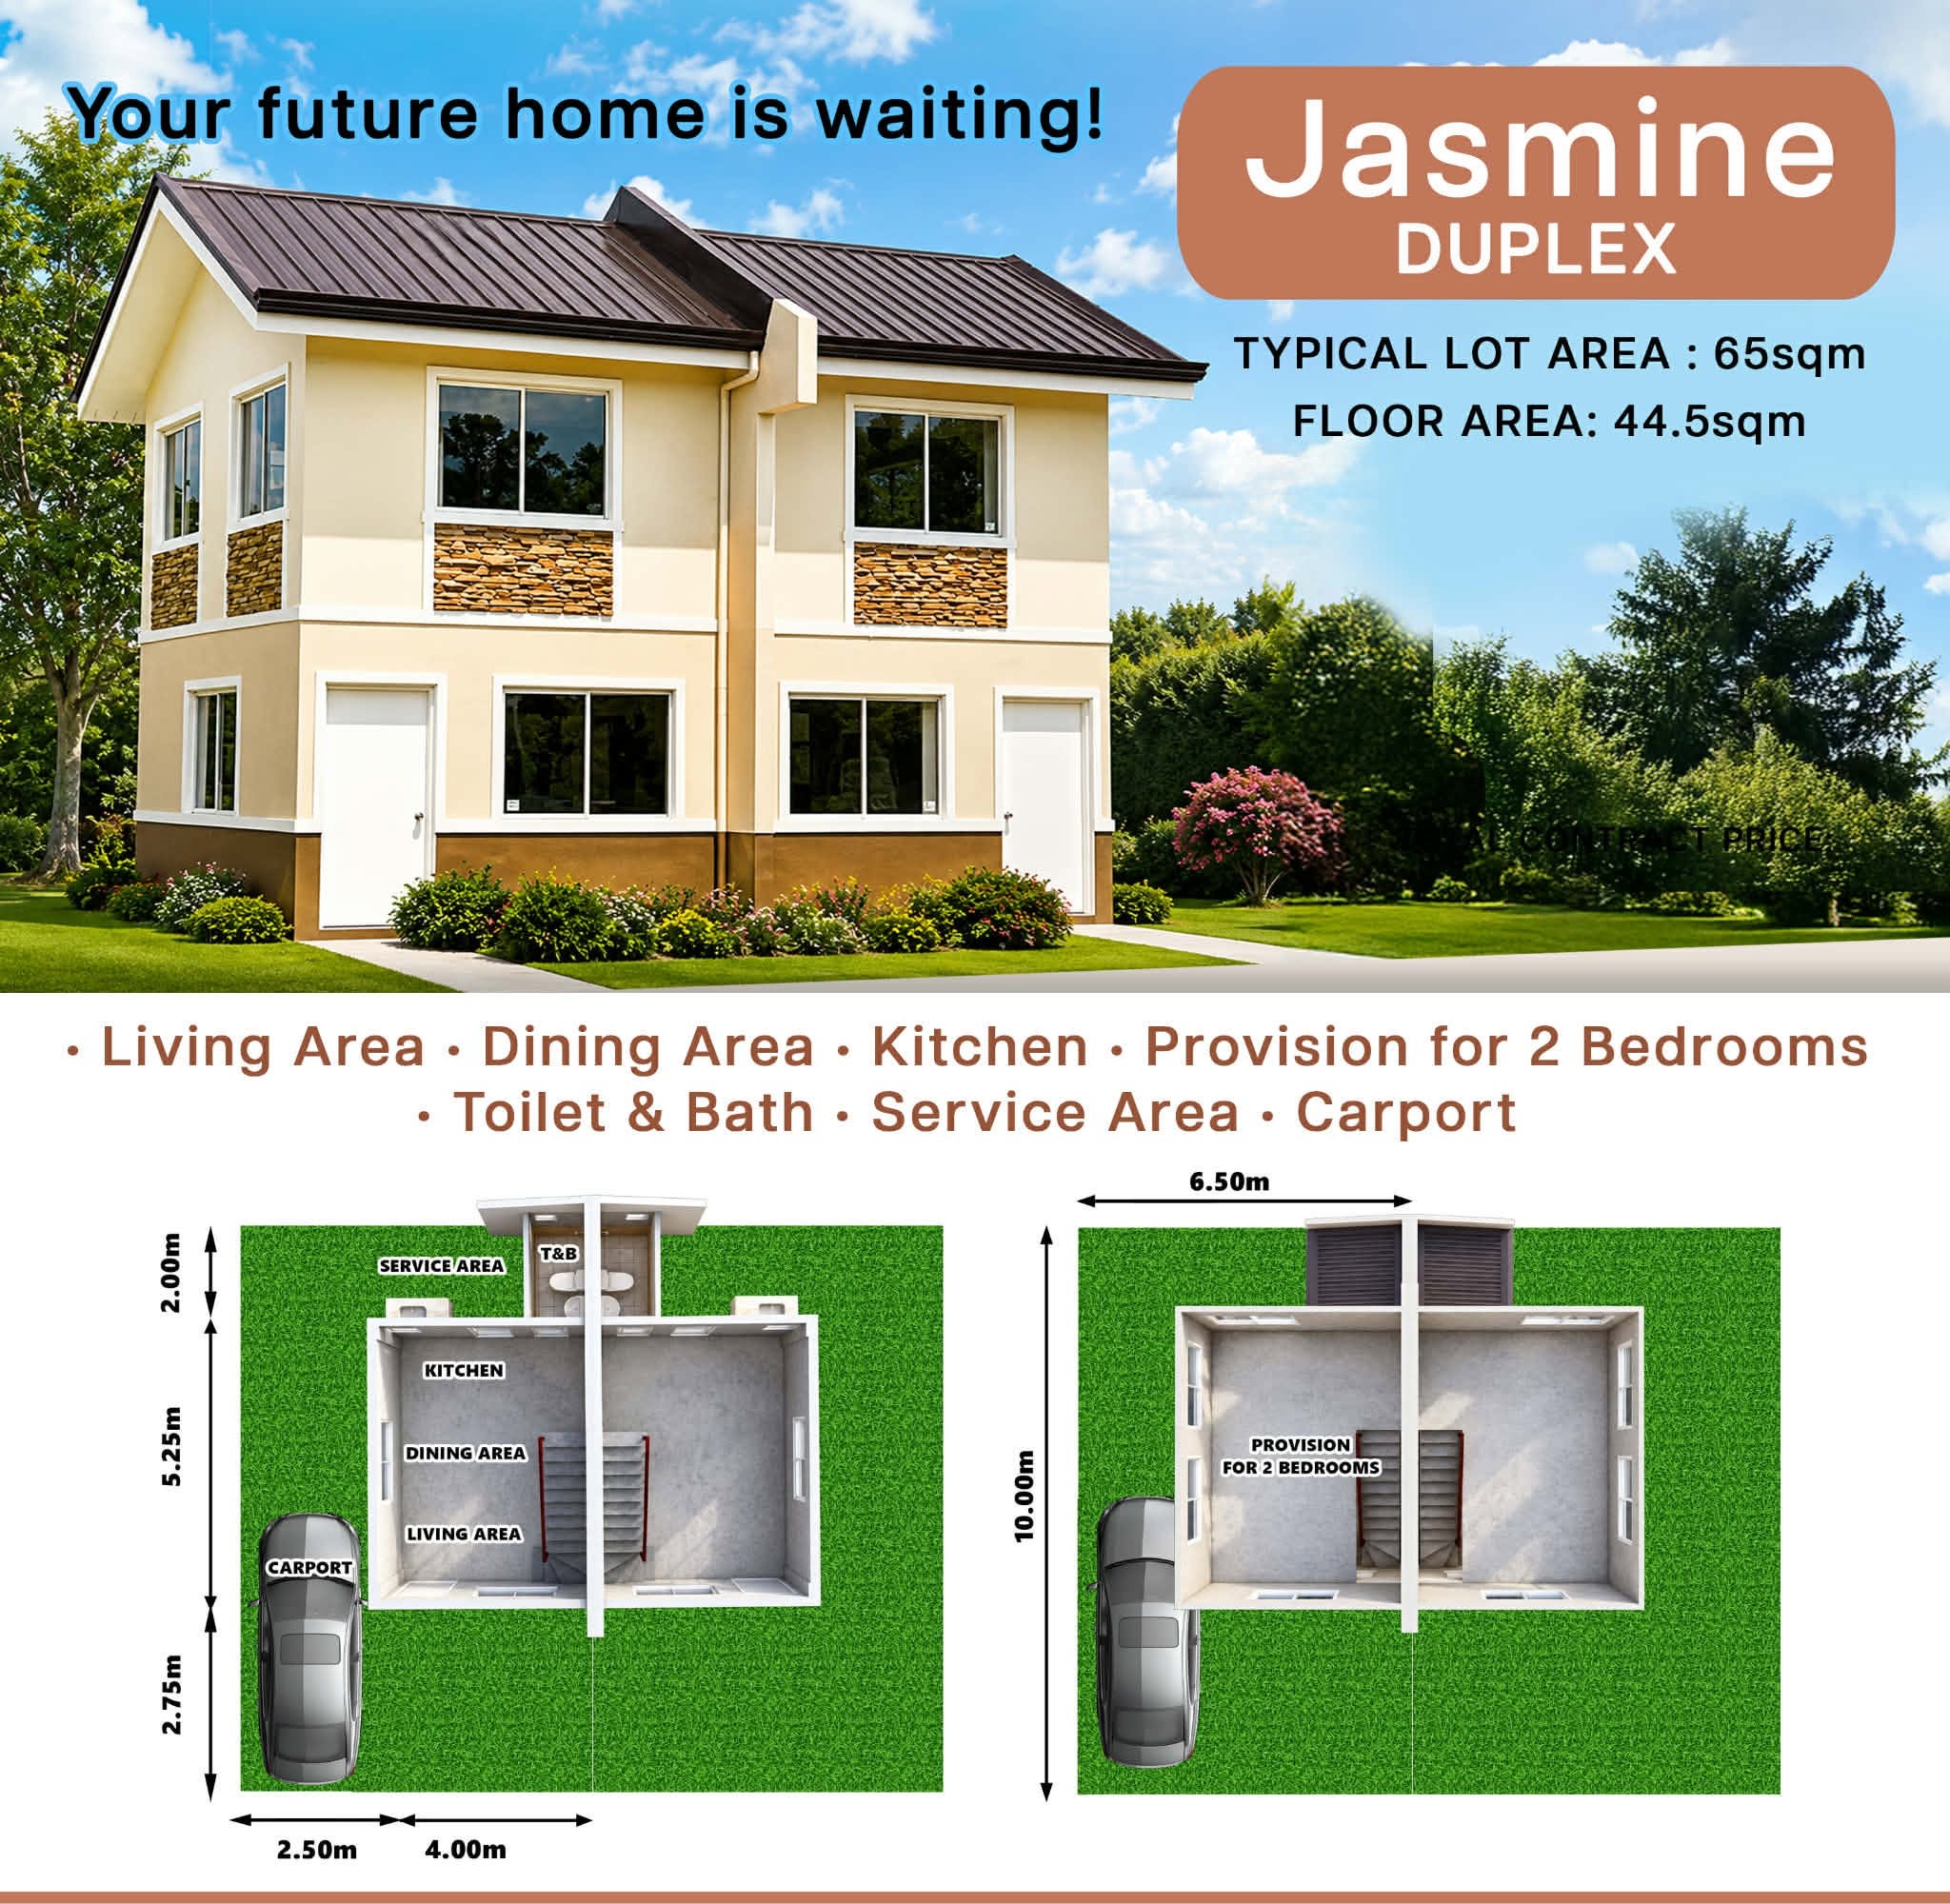 Your future home is waiting!
Jasmine
DUPLEX
TYPICAL LOT AREA : 65sqm
FLOOR AREA: 44.5sqm
CONTRACT PRICE
• Living Area • Dining Area • Kitchen • Provision for 2 Bedrooms
• Toilet & Bath • Service Area • Carport
2.00m
5.25m
2.75m
SERVICE AREA
T&B
KITCHEN
DINING AREA
LIVING AREA
CARPORT
2.50m
4.00m
6.50m
10.00m
PROVISION
FOR 2 BEDROOMS